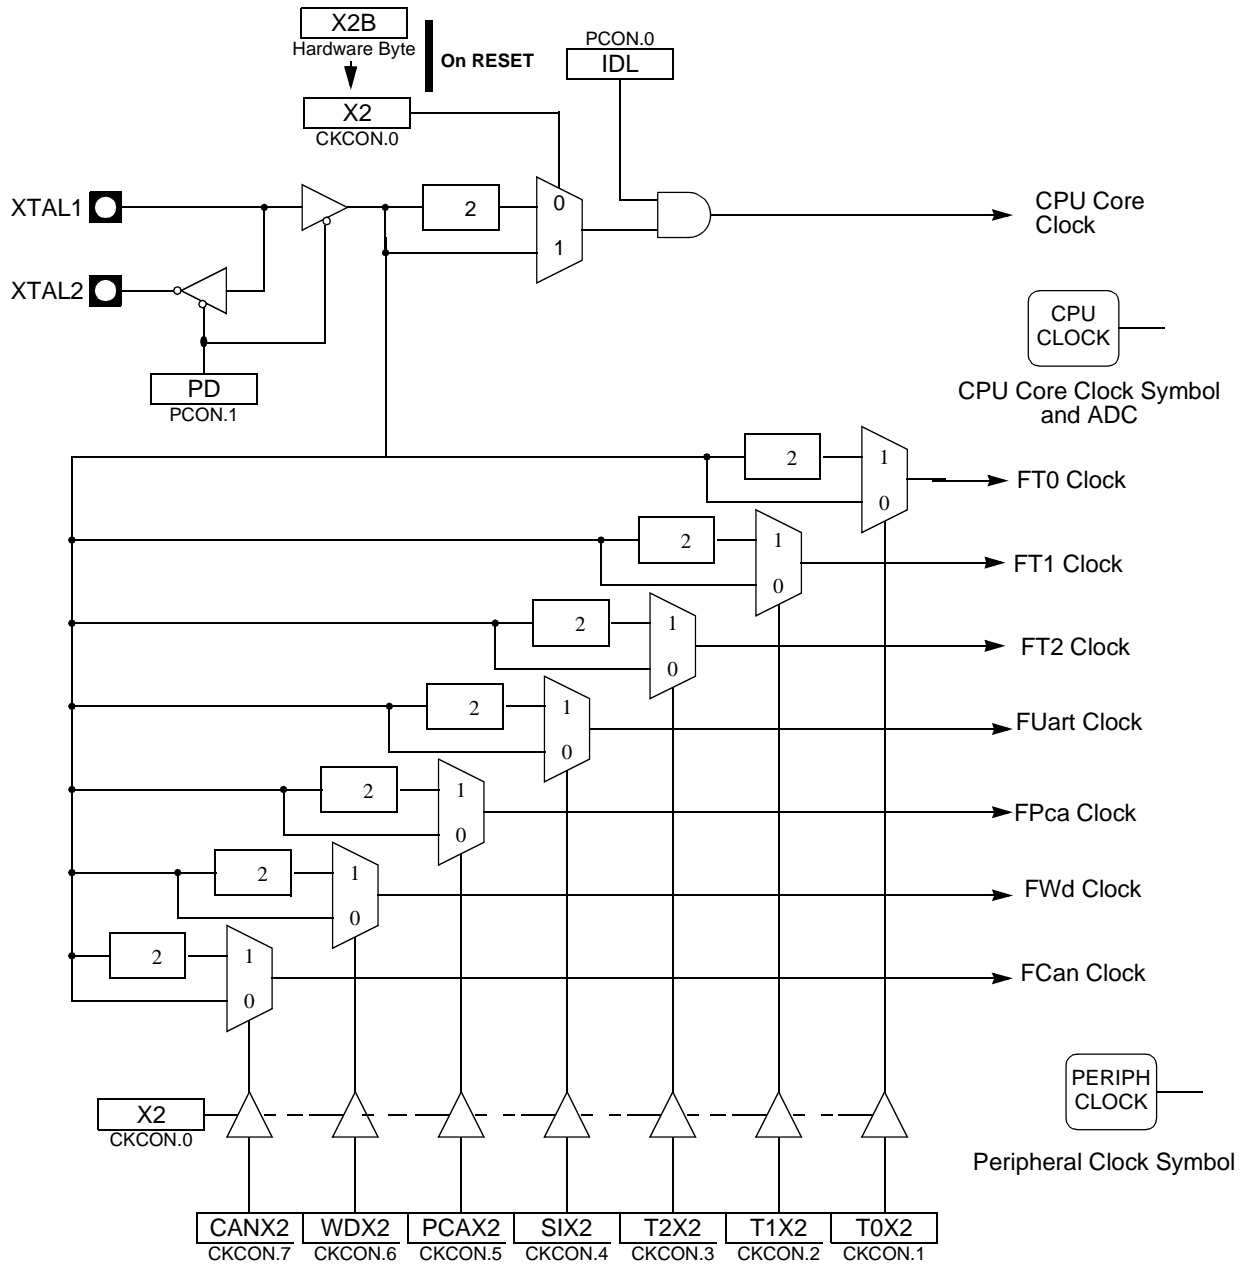 X2B
Hardware Byte
On RESET
PCON.0
IDL
X2
CKCON.0
XTAL1
2
0
1
CPU Core
Clock
XTAL2
PD
PCON.1
CPU
CLOCK
CPU Core Clock Symbol
and ADC
2
1
0
FT0 Clock
2
1
0
FT1 Clock
2
1
0
FT2 Clock
2
1
0
FUart Clock
2
1
0
FPca Clock
2
1
0
FWd Clock
2
1
0
FCan Clock
PERIPH
CLOCK
Peripheral Clock Symbol
X2
CKCON.0
CANX2
WDX2
PCAX2
SIX2
T2X2
T1X2
T0X2
CKCON.7
CKCON.6
CKCON.5
CKCON.4
CKCON.3
CKCON.2
CKCON.1